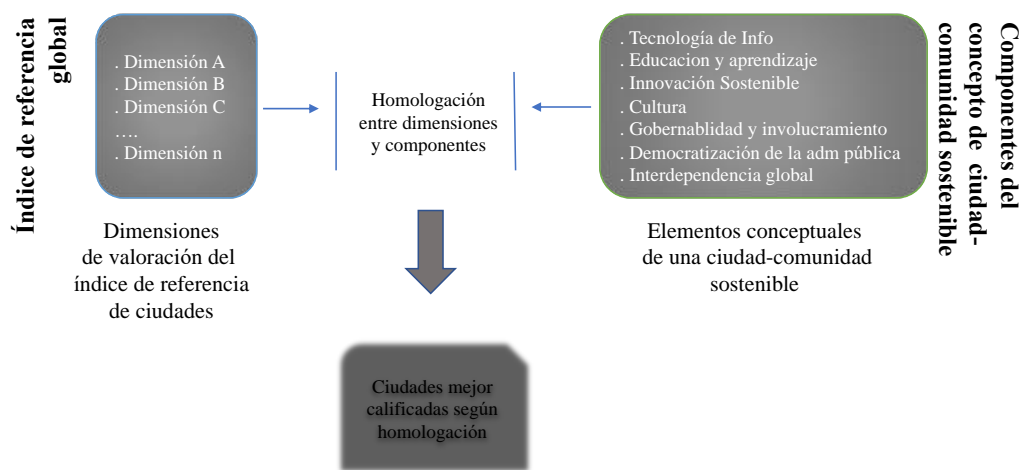 Índice de referencia
global
. Dimensión A
. Dimensión B
. Dimensión C
….
. Dimensión n
Dimensiones
de valoración del
índice de referencia
de ciudades
Homologación
entre dimensiones
y componentes
. Tecnología de Info
. Educacion y aprendizaje
. Innovación Sostenible
. Cultura
. Gobernablidad y involucramiento
. Democratización de la adm pública
. Interdependencia global
Elementos conceptuales
de una ciudad-comunidad
sostenible
Componentes del
concepto de ciudad-
comunidad sostenible
Ciudades mejor
calificadas según
homologación